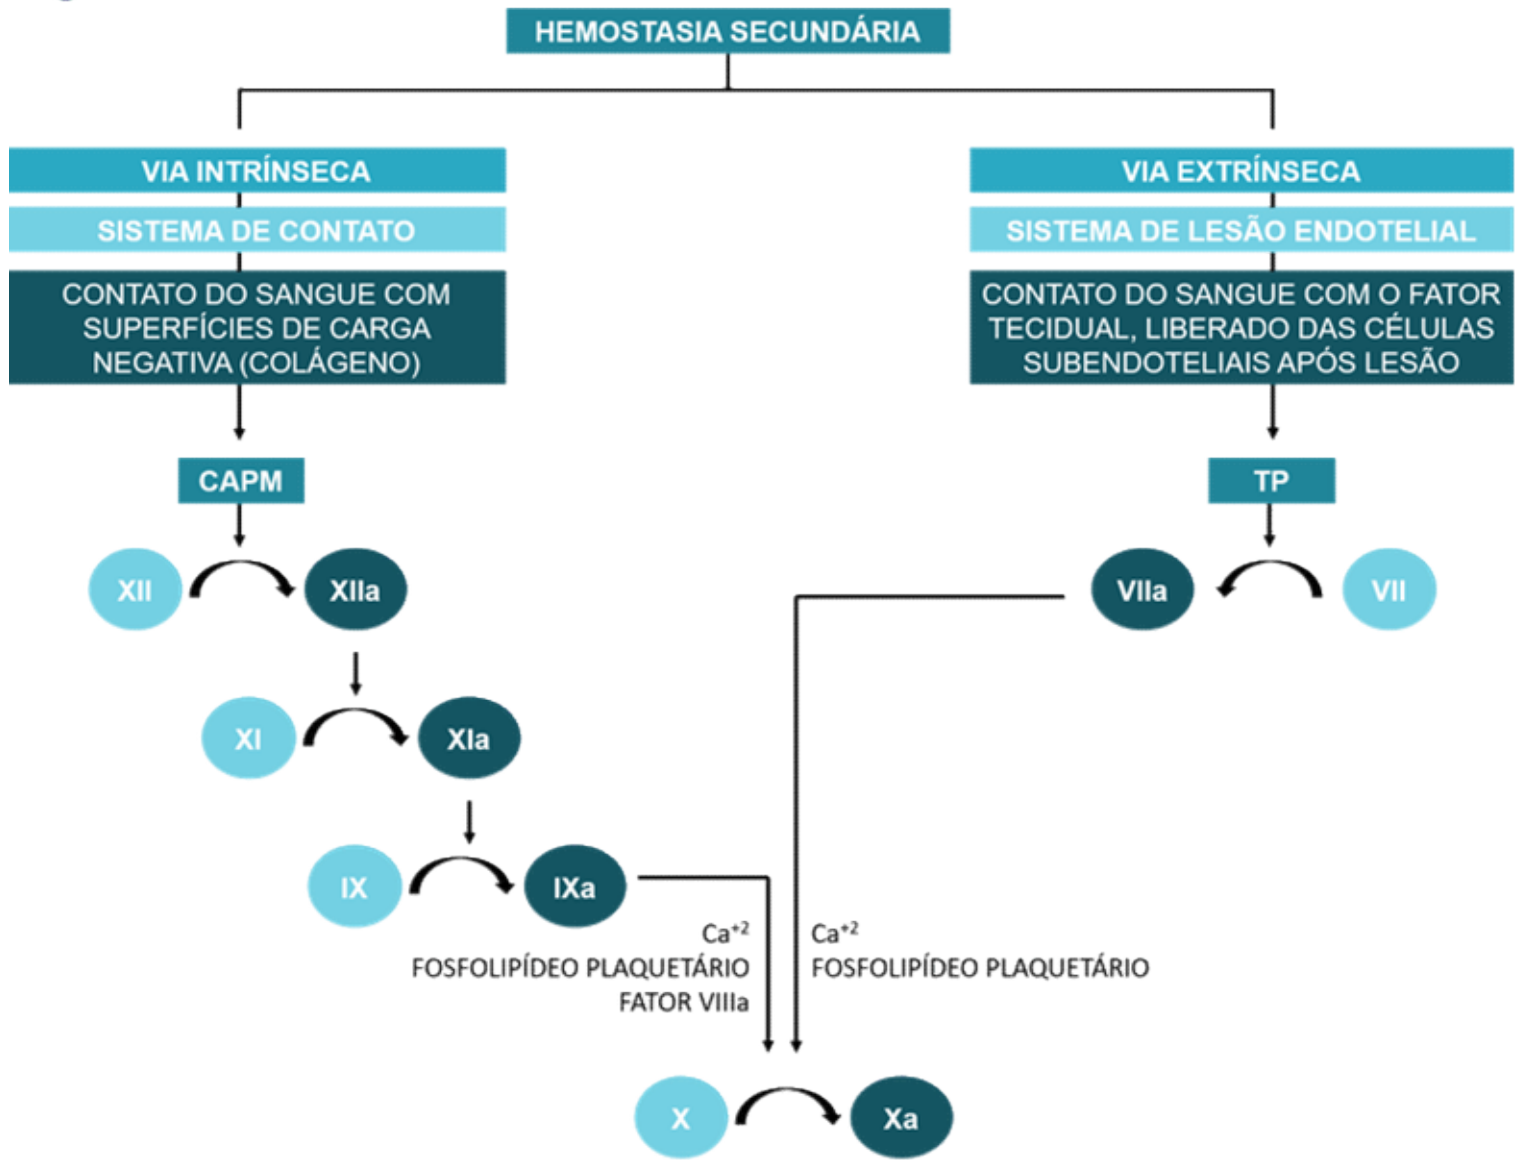 HEMOSTASIA SECUNDÁRIA
VIA INTRÍNSECA
SISTEMA DE CONTATO
CONTATO DO SANGUE COM
SUPERFÍCIES DE CARGA
NEGATIVA (COLÁGENO)
CAPM
XII
XIIa
XI
XIa
IX
IXa
Ca+2
FOSFOLIPÍDEO PLAQUETÁRIO
FATOR VIIIa
VIA EXTRÍNSECA
SISTEMA DE LESÃO ENDOTELIAL
CONTATO DO SANGUE COM O FATOR
TECIDUAL, LIBERADO DAS CÉLULAS
SUBENDOTELIAIS APÓS LESÃO
TP
VIIa
VII
Ca+2
FOSFOLIPÍDEO PLAQUETÁRIO
X
Xa